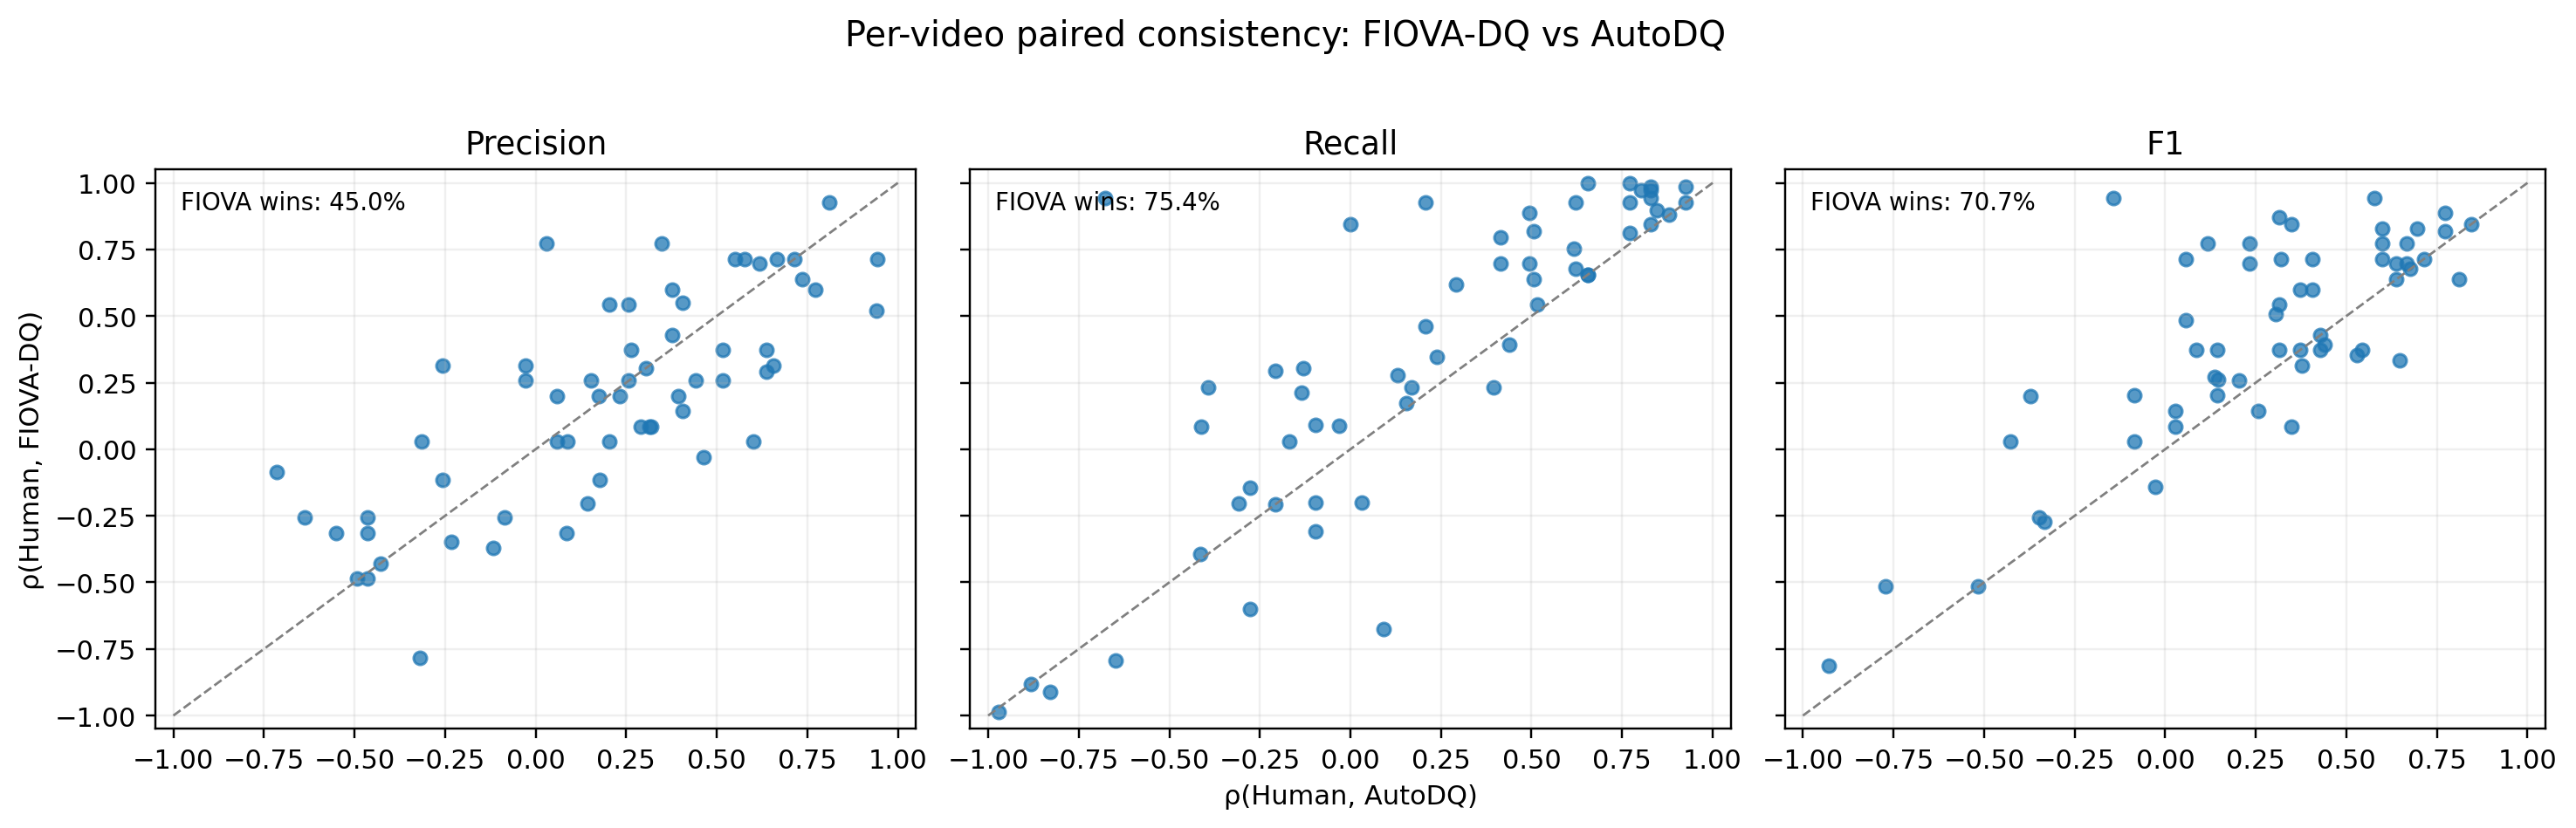 Per-video paired consistency: FIOVA-DQ vs AutoDQ
Precision
FIOVA wins: 45.0%
1.00
0.75
0.50
0.25
0.00
−0.25
−0.50
−0.75
−1.00
ρ(Human, FIOVA-DQ)
−1.00 −0.75 −0.50 −0.25 0.00 0.25 0.50 0.75 1.00
Recall
FIOVA wins: 75.4%
−1.00 −0.75 −0.50 −0.25 0.00 0.25 0.50 0.75 1.00
ρ(Human, AutoDQ)
F1
FIOVA wins: 70.7%
−1.00 −0.75 −0.50 −0.25 0.00 0.25 0.50 0.75 1.00